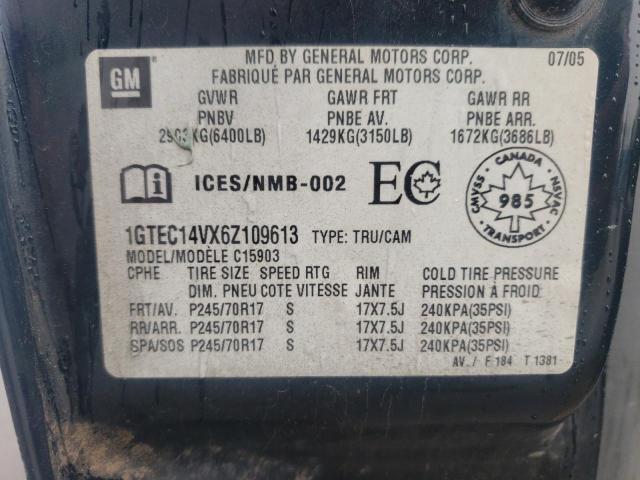 GM
MFD BY GENERAL MOTORS CORP. 07/05
FABRIQUÉ PAR GENERAL MOTORS CORP.
GVWR GAWR FRT GAWR RR
PNBV PNBE AV. PNBE ARR.
KG(6400LB) 1429KG(3150LB) 1672KG(3686LB)
ICES/NMB-002 EC
CANADA
CMVSS NSVAC
985
TRANSPORT
1GTEC14VX6Z109613 TYPE: TRU/CAM
MODEL/MODÈLE C15903
CPHE TIRE SIZE SPEED RTG RIM COLD TIRE PRESSURE
DIM. PNEU COTE VITESSE JANTE PRESSION À FROID
FRT/AV. P245/70R17 S 17X7.5J 240KPA(35PSI)
RR/ARR. P245/70R17 S 17X7.5J 240KPA(35PSI)
SPA/SOS P245/70R17 S 17X7.5J 240KPA(35PSI)
AV. / F 184 T 1381